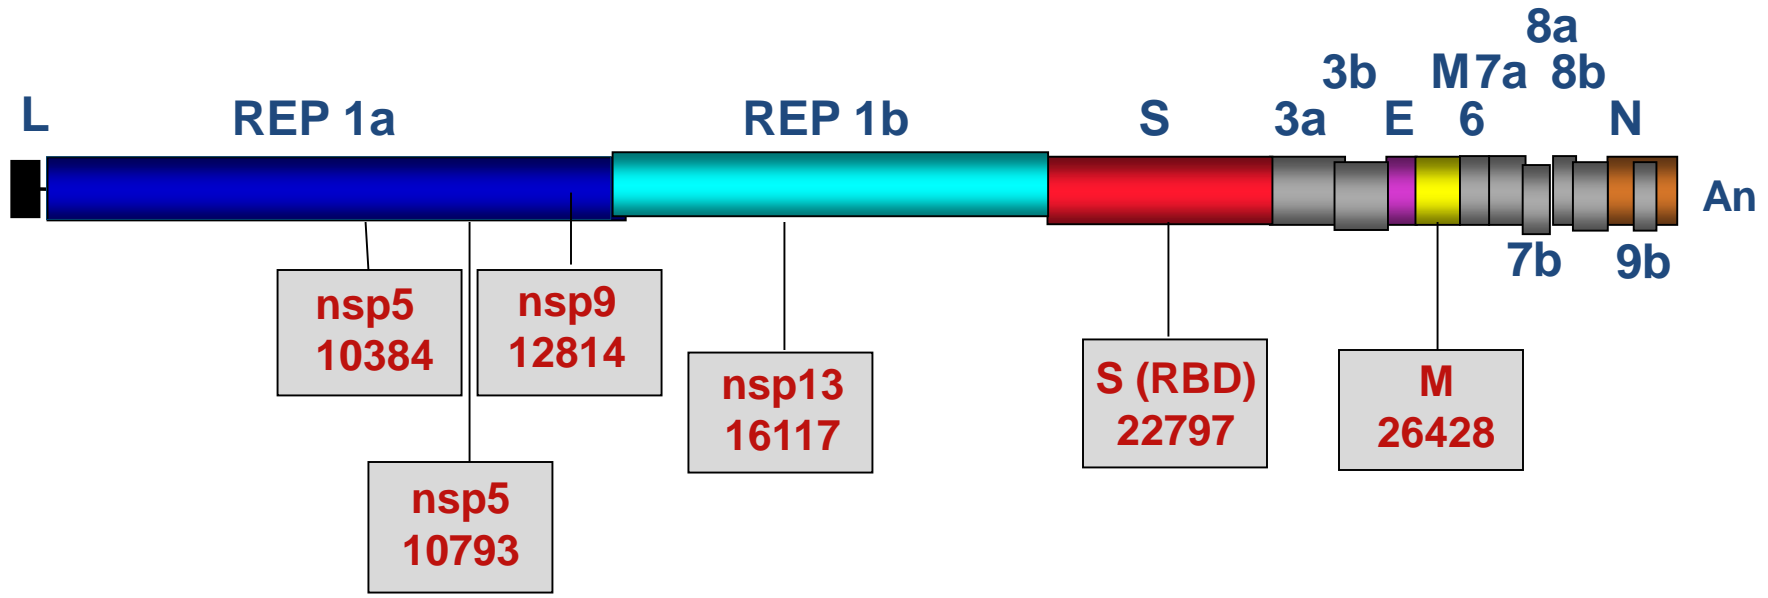 8a
3b M 7a 8b
L REP 1a REP 1b S 3a E 6 N
An
7b 9b
nsp5
10384
nsp9
12814
nsp13
16117
S (RBD)
22797
M
26428
nsp5
10793